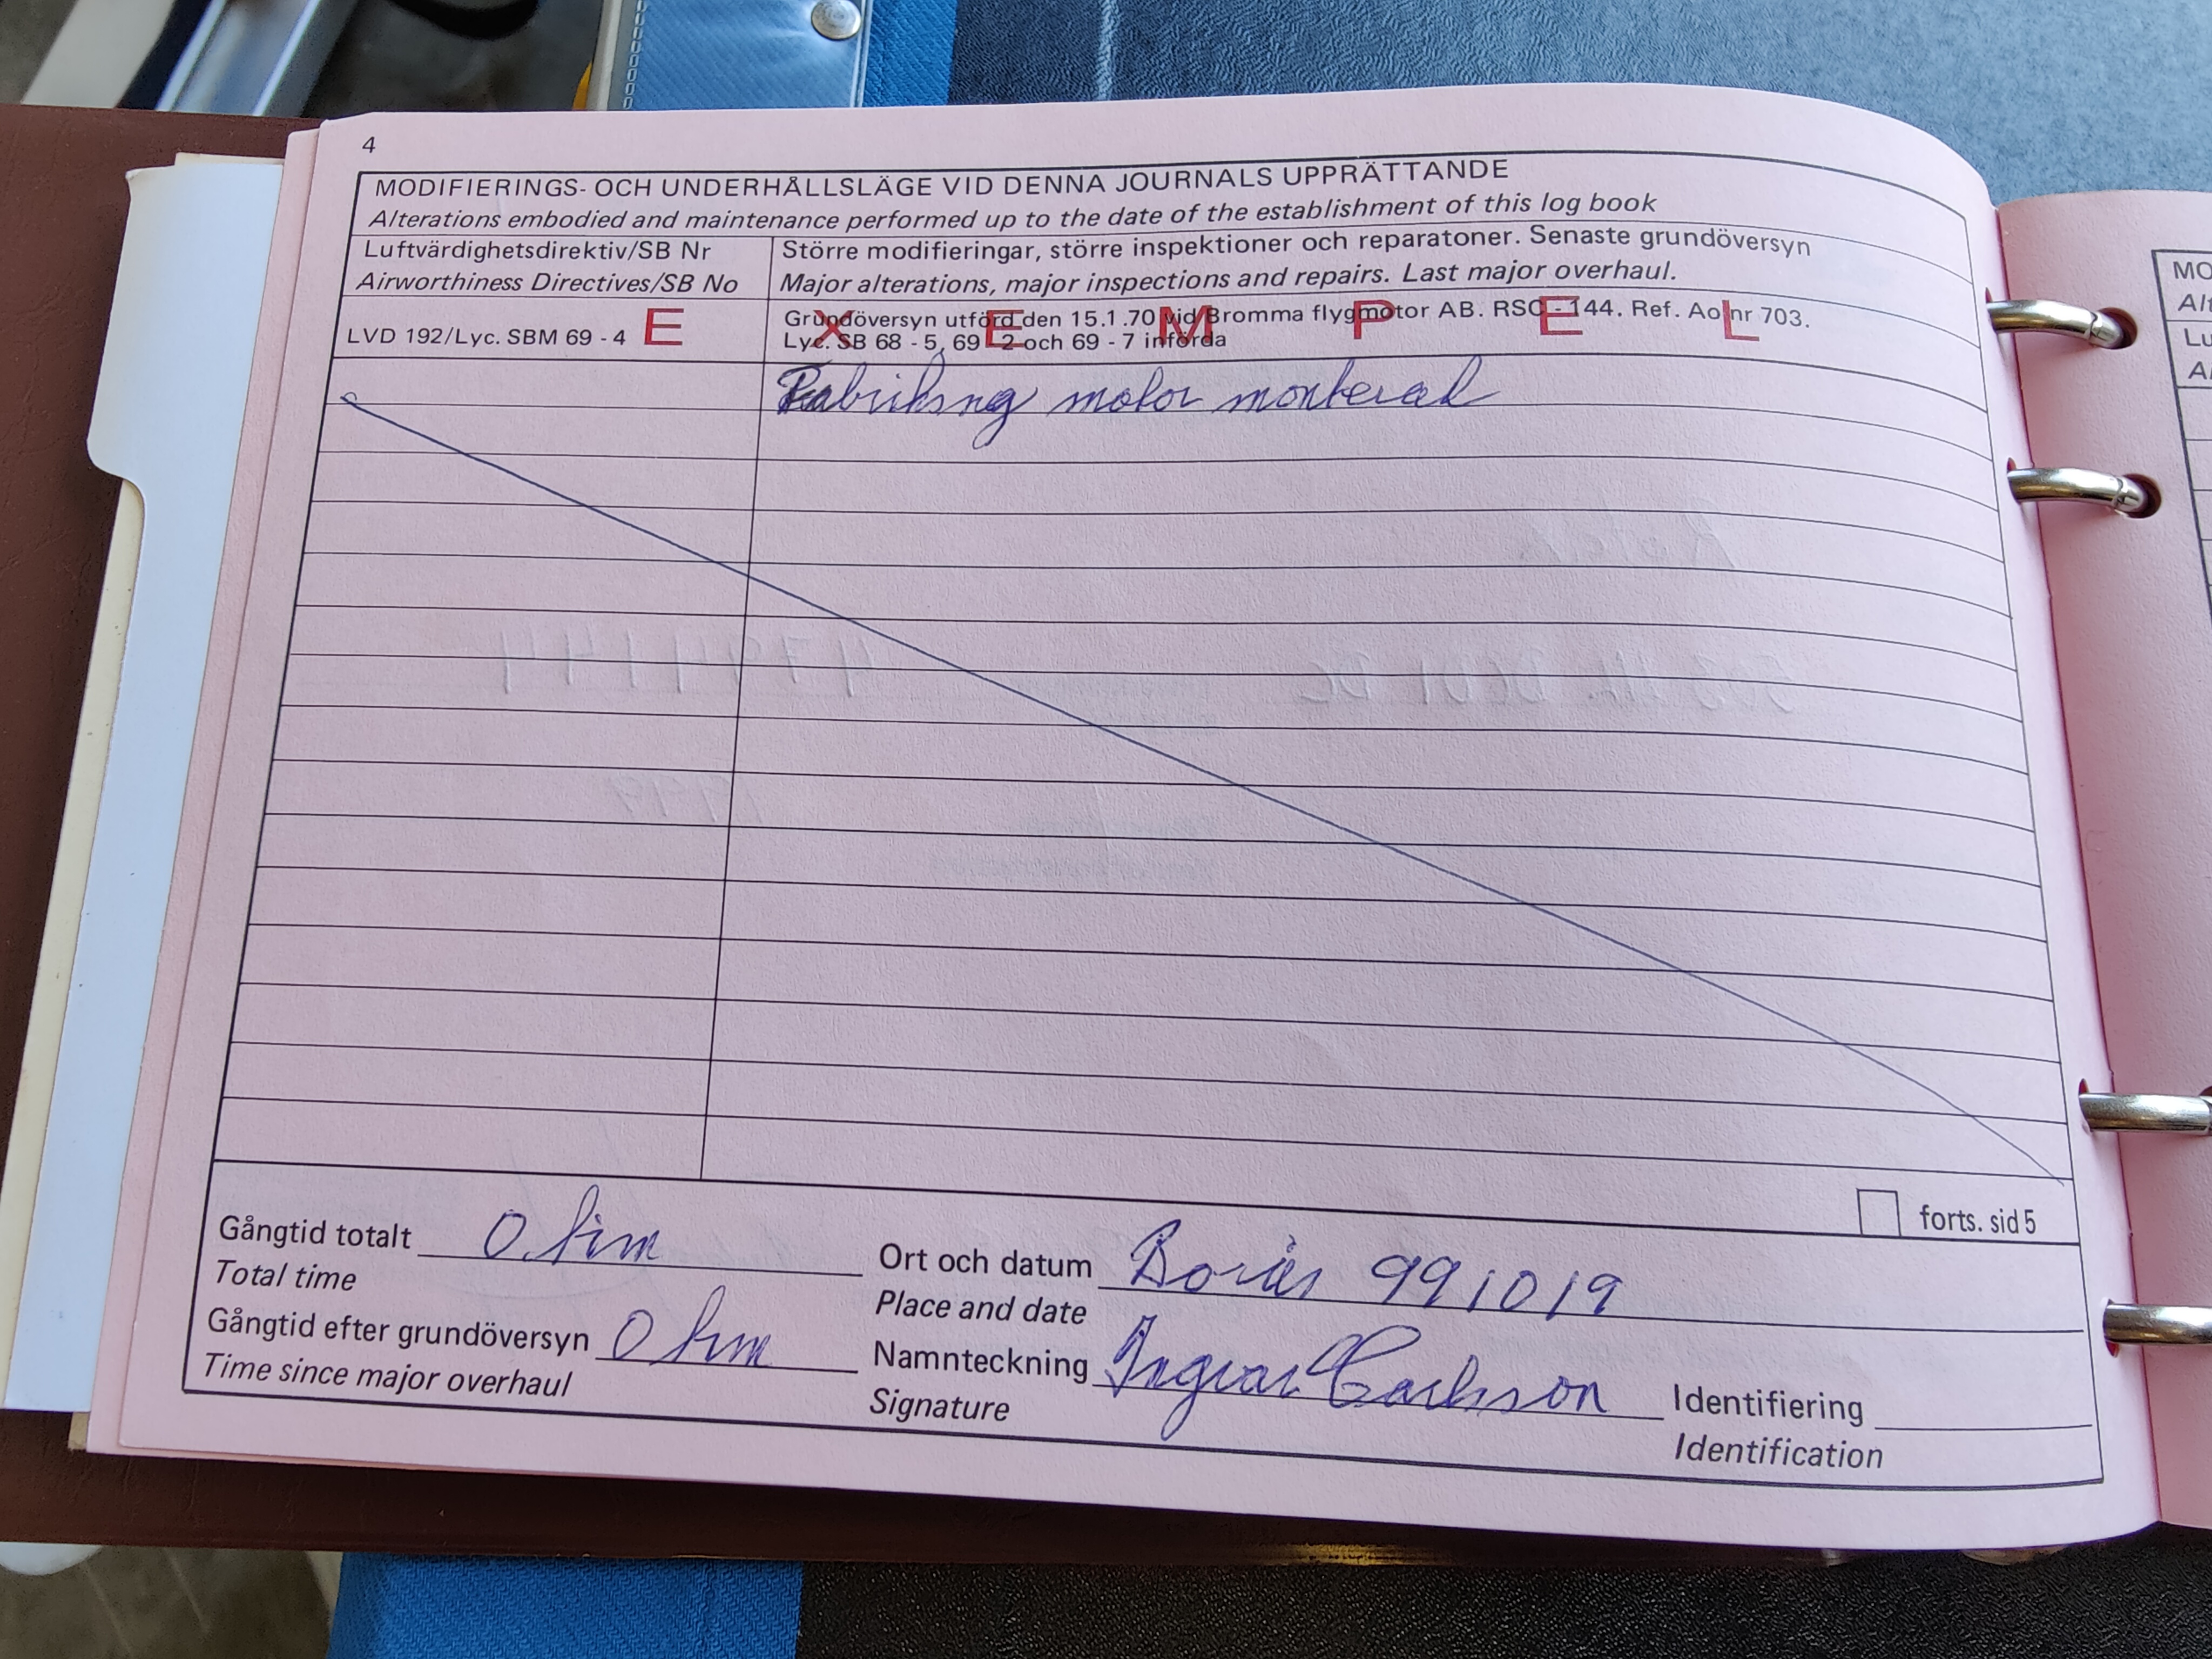 4
MODIFIERINGS- OCH UNDERHÅLLSLÄGE VID DENNA JOURNALS UPPRÄTTANDE
Alterations embodied and maintenance performed up to the date of the establishment of this log book
Luftvärdighetsdirektiv/SB Nr
Airworthiness Directives/SB No
Större modifieringar, större inspektioner och reparatoner. Senaste grundöversyn
Major alterations, major inspections and repairs. Last major overhaul.
LVD 192/Lyc. SBM 69 - 4
E X E M P E L
Grundöversyn utförd den 15.1.70 vid Bromma flygmotor AB. RSC - 144. Ref. Ao nr 703.
Lyc. SB 68 - 5, 69 - 2 och 69 - 7 införda
Fabriksny motor monterad
forts. sid 5
Gångtid totalt 0 tim
Total time
Ort och datum Borås 991019
Place and date
Gångtid efter grundöversyn 0 tim
Time since major overhaul
Namnteckning Ingvar Carlsson
Signature
Identifiering
Identification
MO
Alt
Lu
A